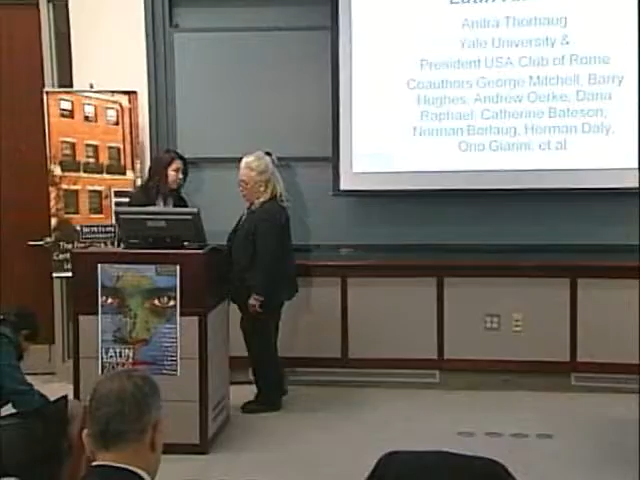 Anitra Thorhaug
Yale University &
President USA Club of Rome
Coauthors George Mitchell, Barry
Hughes, Andrew Oerke, Dana
Raphael, Catherine Bateson,
Norman Borlaug, Herman Daly,
Orio Giarini, et al
The
LATIN